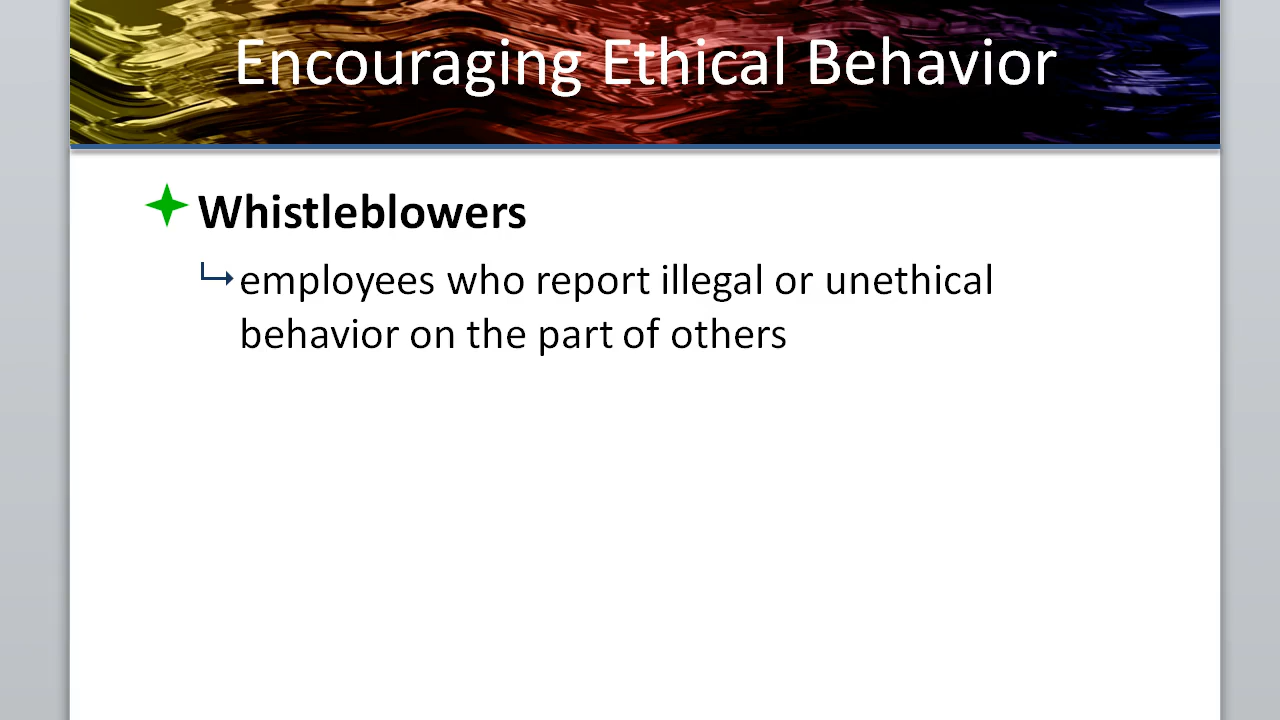 Encouraging Ethical Behavior
Whistleblowers
employees who report illegal or unethical
behavior on the part of others